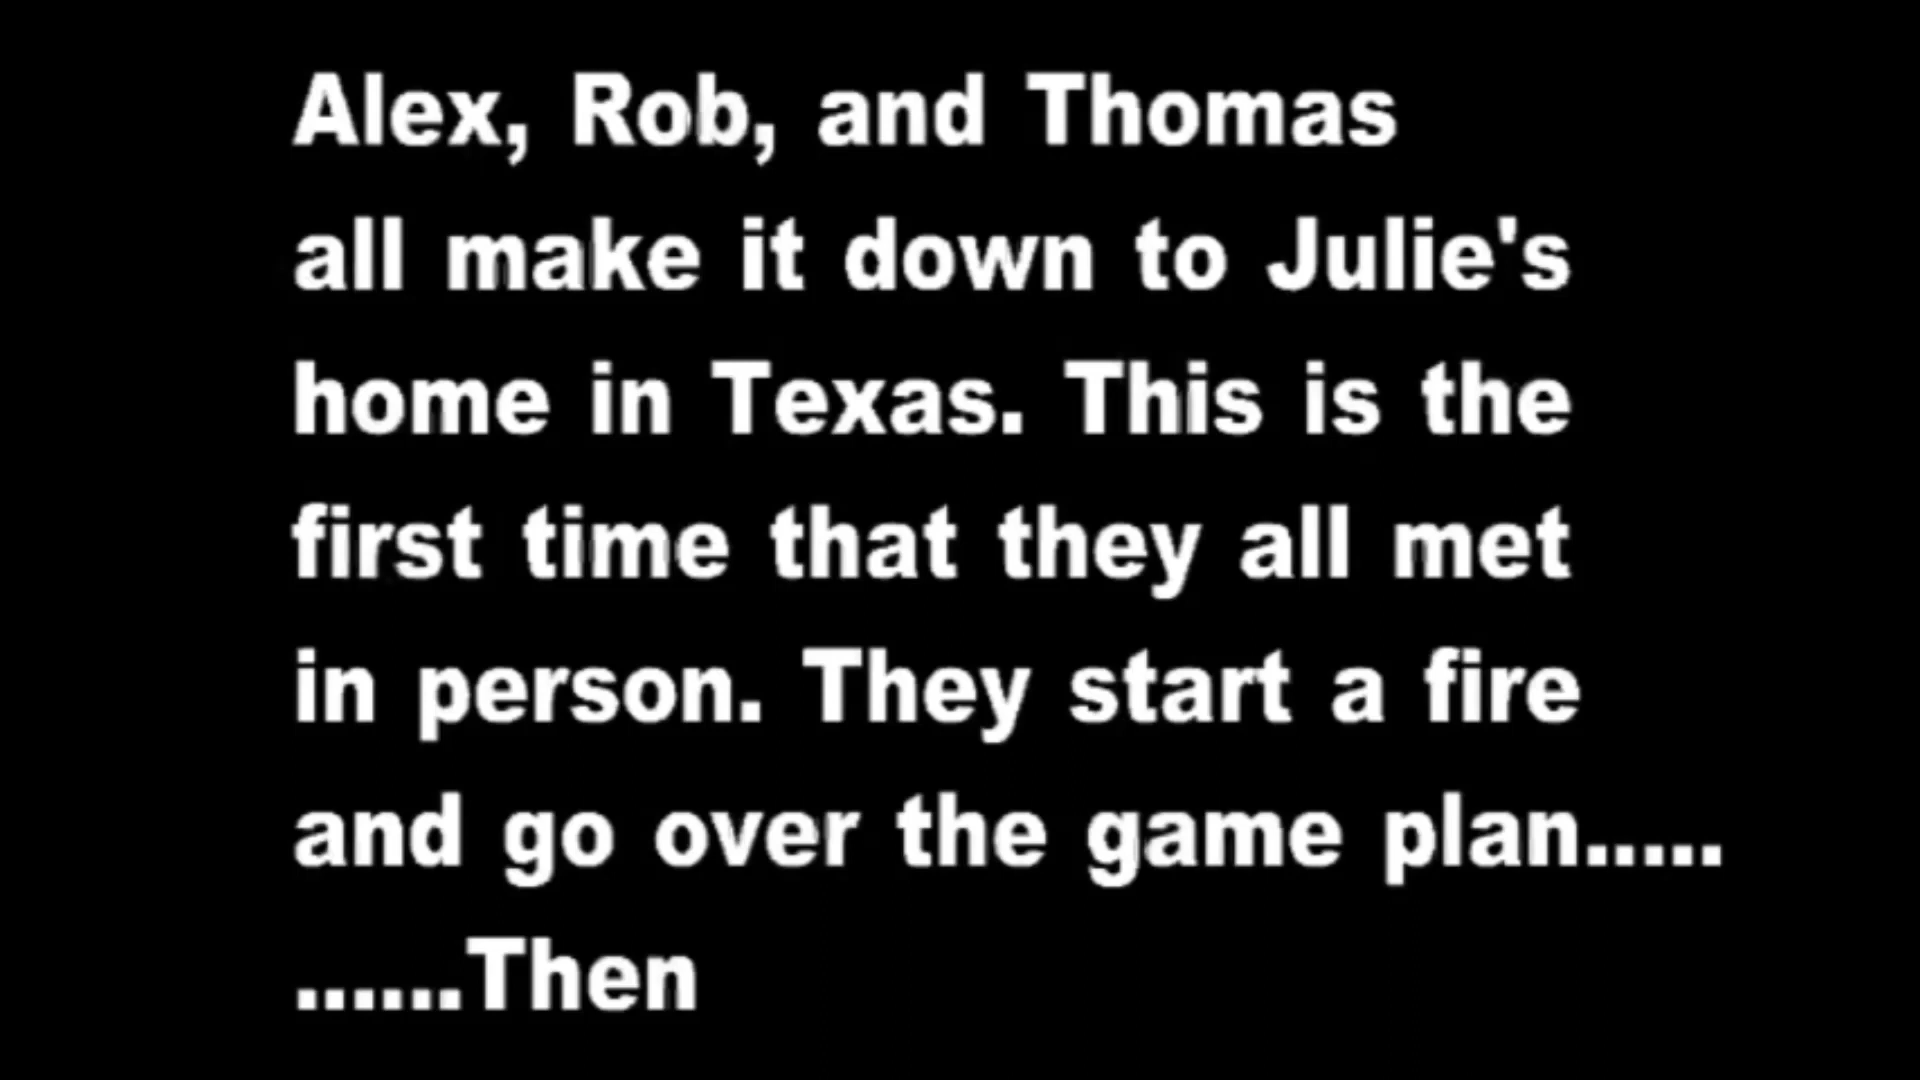 Alex, Rob, and Thomas
all make it down to Julie's
home in Texas. This is the
first time that they all met
in person. They start a fire
and go over the game plan.....
......Then